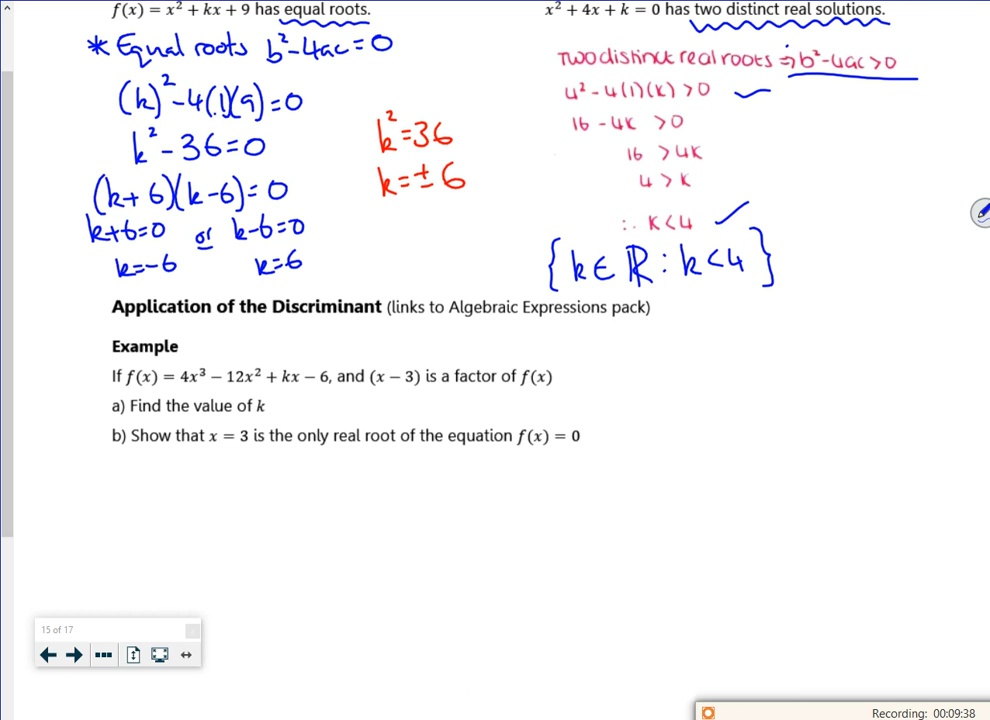 f(x) = x² + kx + 9 has equal roots.
* Equal roots b²-4ac=0
(k)²-4(1)(9)=0
k²-36=0
(k+6)(k-6)=0
k+6=0 or k-6=0
k=-6 k=6
k²=36
k=±6
x² + 4x + k = 0 has two distinct real solutions.
Two distinct real roots ⇒ b²-4ac>0
4²-4(1)(k)>0 ✓
16-4k >0
16 >4k
4>k
∴ k<4 ✓
{k∈ℝ:k<4}
Application of the Discriminant (links to Algebraic Expressions pack)
Example
If f(x) = 4x³ − 12x² + kx − 6, and (x − 3) is a factor of f(x)
a) Find the value of k
b) Show that x = 3 is the only real root of the equation f(x) = 0
15 of 17
Recording: 00:09:38